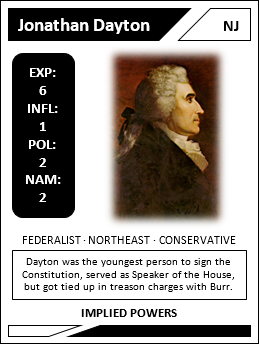 Jonathan Dayton
NJ
EXP:
6
INFL:
1
POL:
2
NAM:
2
FEDERALIST · NORTHEAST · CONSERVATIVE
Dayton was the youngest person to sign the
Constitution, served as Speaker of the House,
but got tied up in treason charges with Burr.
IMPLIED POWERS